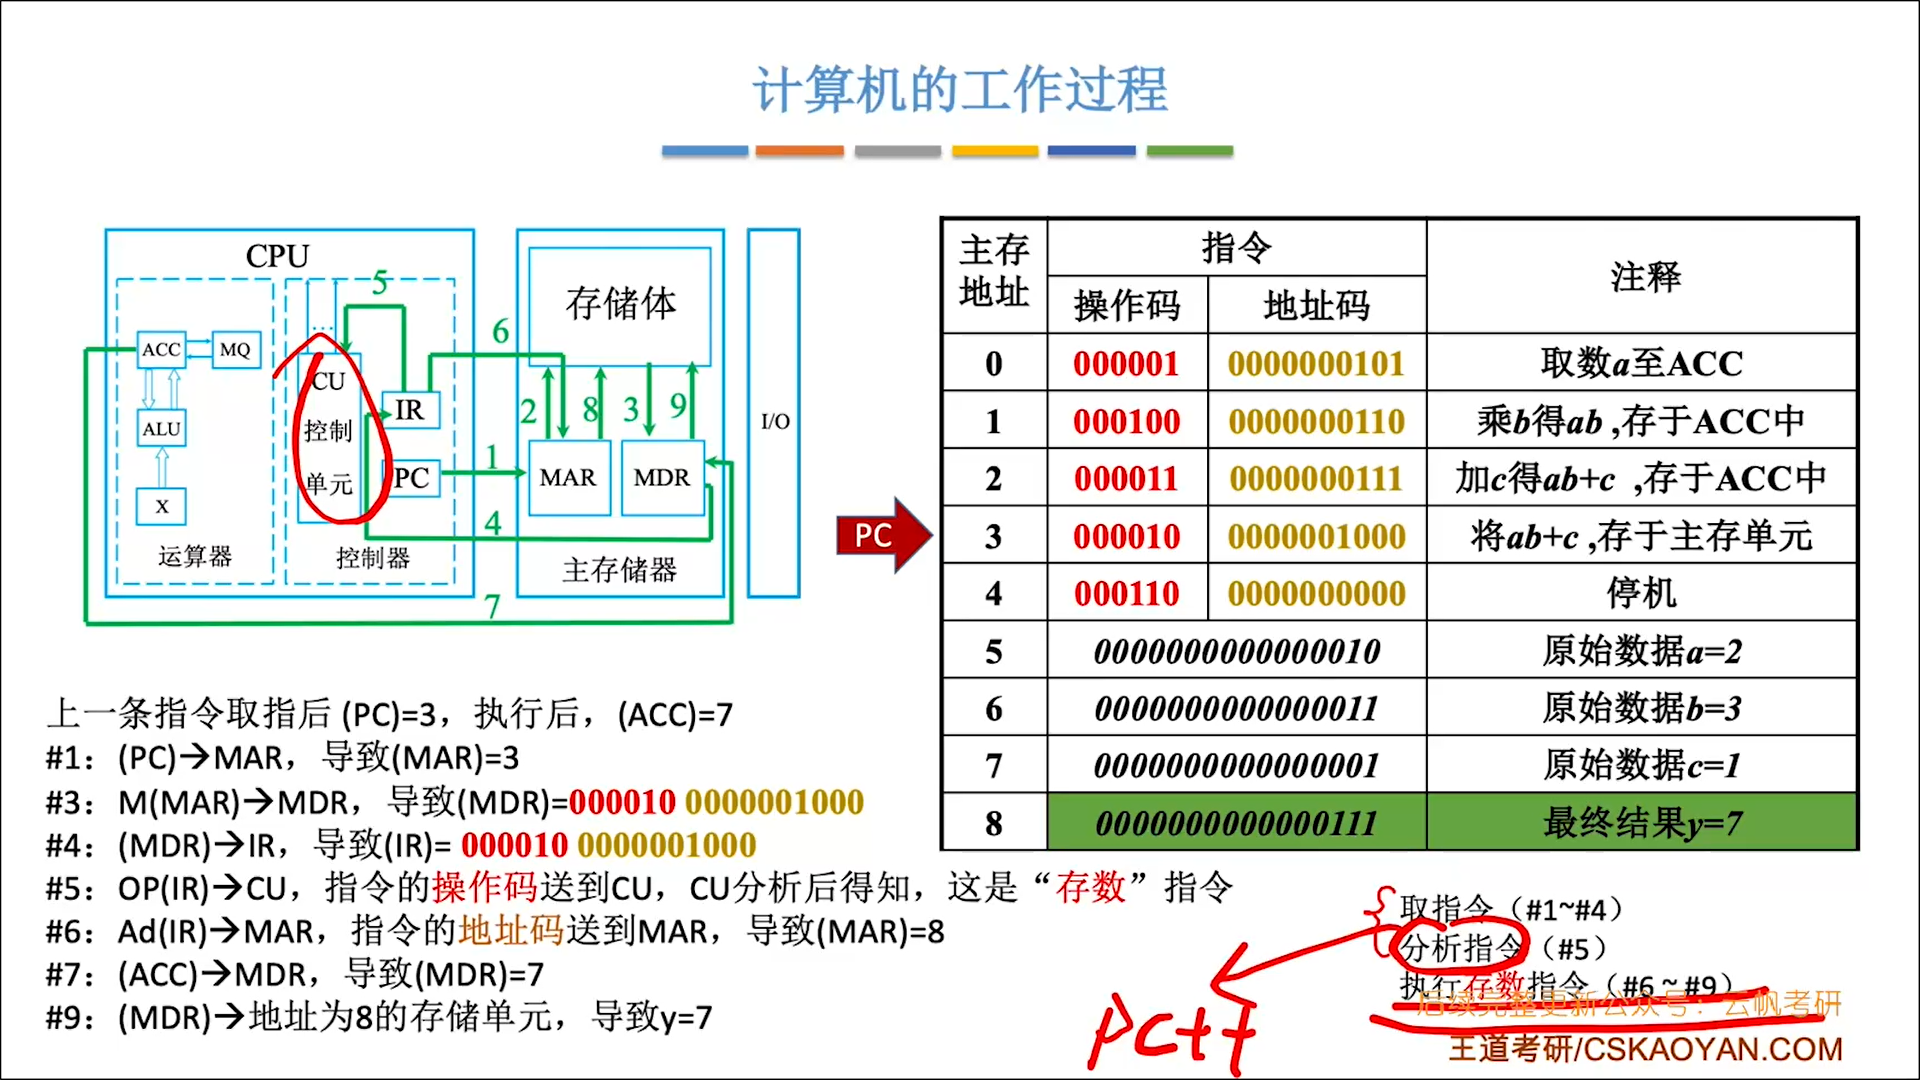 计算机的工作过程
CPU
ACC
MQ
ALU
X
运算器
...
CU
控制
单元
IR
PC
控制器
存储体
MAR
MDR
主存储器
I/O
5
6
2
8
3
9
1
4
7
PC
主存地址 指令 注释
操作码 地址码
0 000001 0000000101 取数a至ACC
1 000100 0000000110 乘b得ab ,存于ACC中
2 000011 0000000111 加c得ab+c ,存于ACC中
3 000010 0000001000 将ab+c ,存于主存单元
4 000110 0000000000 停机
5 0000000000000010 原始数据a=2
6 0000000000000011 原始数据b=3
7 0000000000000001 原始数据c=1
8 0000000000000111 最终结果y=7
上一条指令取指后 (PC)=3，执行后，(ACC)=7
#1：(PC)→MAR，导致(MAR)=3
#3：M(MAR)→MDR，导致(MDR)=000010 0000001000
#4：(MDR)→IR，导致(IR)= 000010 0000001000
#5：OP(IR)→CU，指令的操作码送到CU，CU分析后得知，这是“存数”指令
#6：Ad(IR)→MAR，指令的地址码送到MAR，导致(MAR)=8
#7：(ACC)→MDR，导致(MDR)=7
#9：(MDR)→地址为8的存储单元，导致y=7
取指令（#1~#4）
分析指令（#5）
执行存数指令（#6~#9）
后续完整更新公众号：云帆考研
王道考研/CSKAOYAN.COM